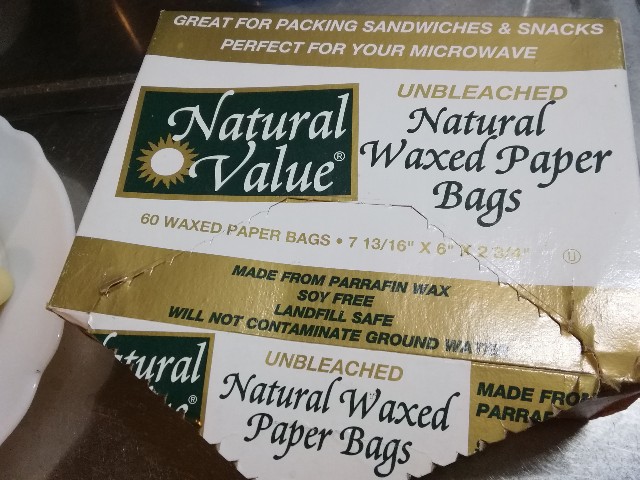 GREAT FOR PACKING SANDWICHES & SNACKS
PERFECT FOR YOUR MICROWAVE
Natural
Value®
UNBLEACHED
Natural
Waxed Paper
Bags
60 WAXED PAPER BAGS • 7 13/16" X 6" X 2 3/4"
U
MADE FROM PARRAFIN WAX
SOY FREE
LANDFILL SAFE
WILL NOT CONTAMINATE GROUND WATER
Natural
UNBLEACHED
Natural Waxed
Paper Bags
MADE FROM